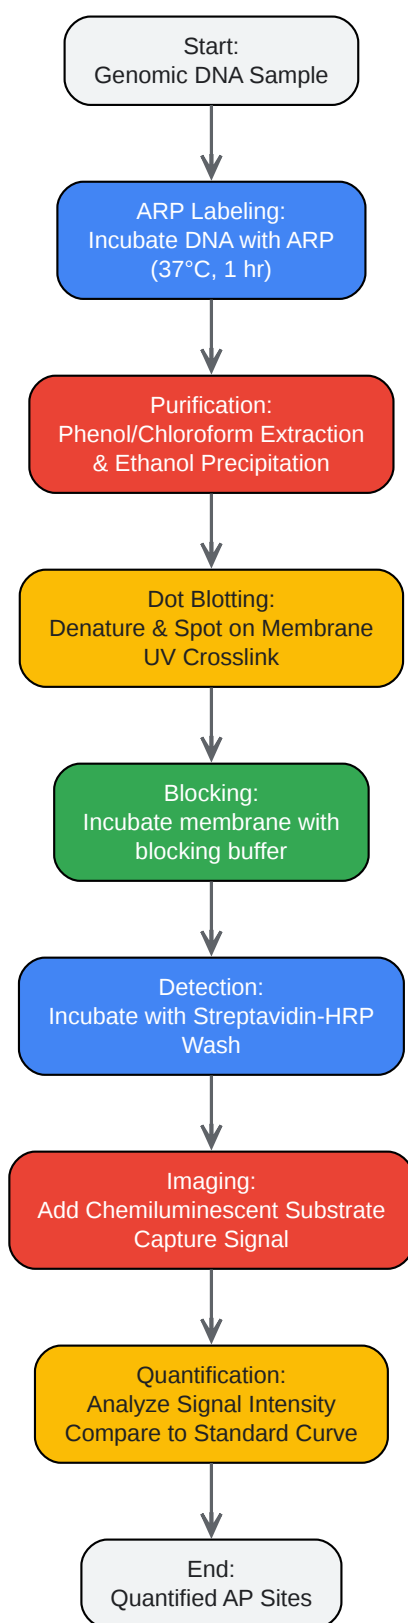 Start:
Genomic DNA Sample
ARP Labeling:
Incubate DNA with ARP
(37°C, 1 hr)
Purification:
Phenol/Chloroform Extraction
& Ethanol Precipitation
Dot Blotting:
Denature & Spot on Membrane
UV Crosslink
Blocking:
Incubate membrane with
blocking buffer
Detection:
Incubate with Streptavidin-HRP
Wash
Imaging:
Add Chemiluminescent Substrate
Capture Signal
Quantification:
Analyze Signal Intensity
Compare to Standard Curve
End:
Quantified AP Sites